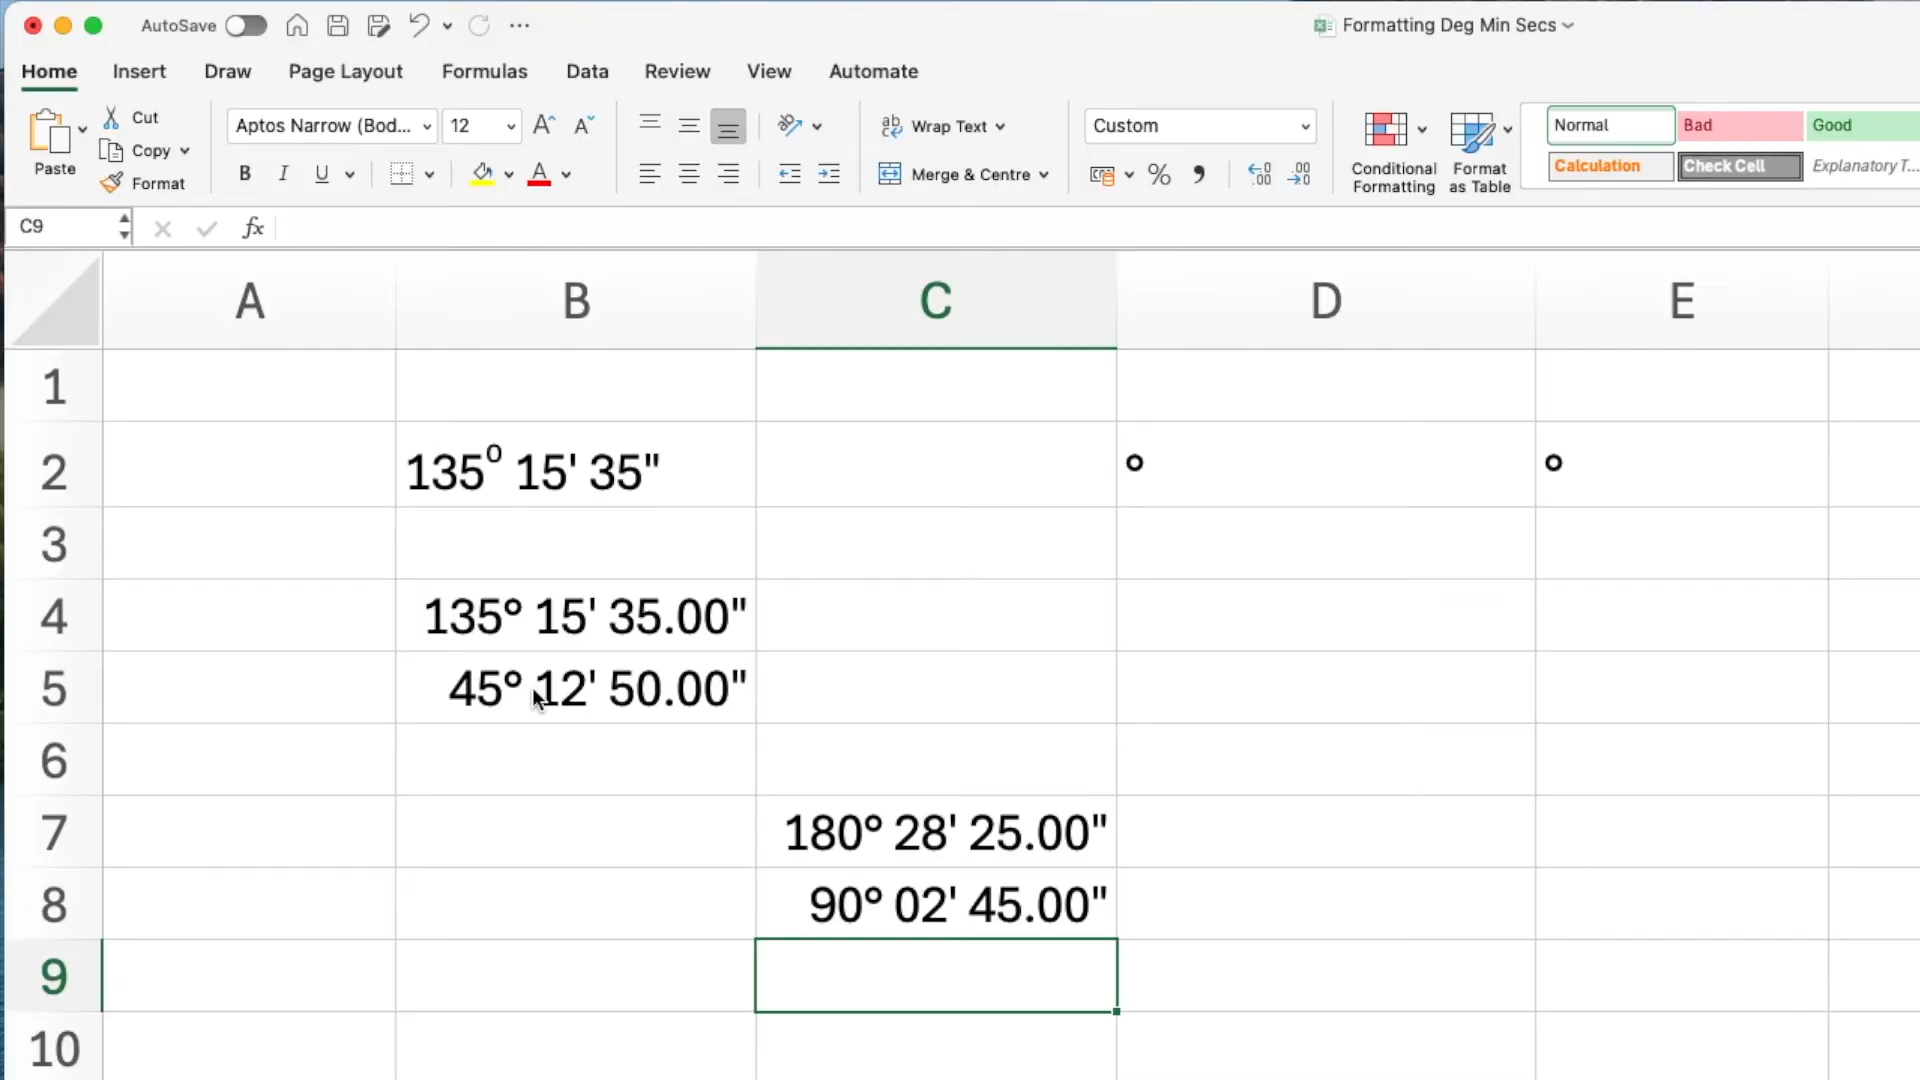 AutoSave
Formatting Deg Min Secs
Home Insert Draw Page Layout Formulas Data Review View Automate
Paste
Cut
Copy
Format
Aptos Narrow (Bod... 12
B I U A
Wrap Text
Merge & Centre
Custom
Conditional Formatting
Format as Table
Normal Bad Good
Calculation Check Cell Explanatory T...
C9 fx
A B C D E
1
2 135⁰ 15' 35" ° °
3
4 135° 15' 35.00"
5 45° 12' 50.00"
6
7 180° 28' 25.00"
8 90° 02' 45.00"
9
10